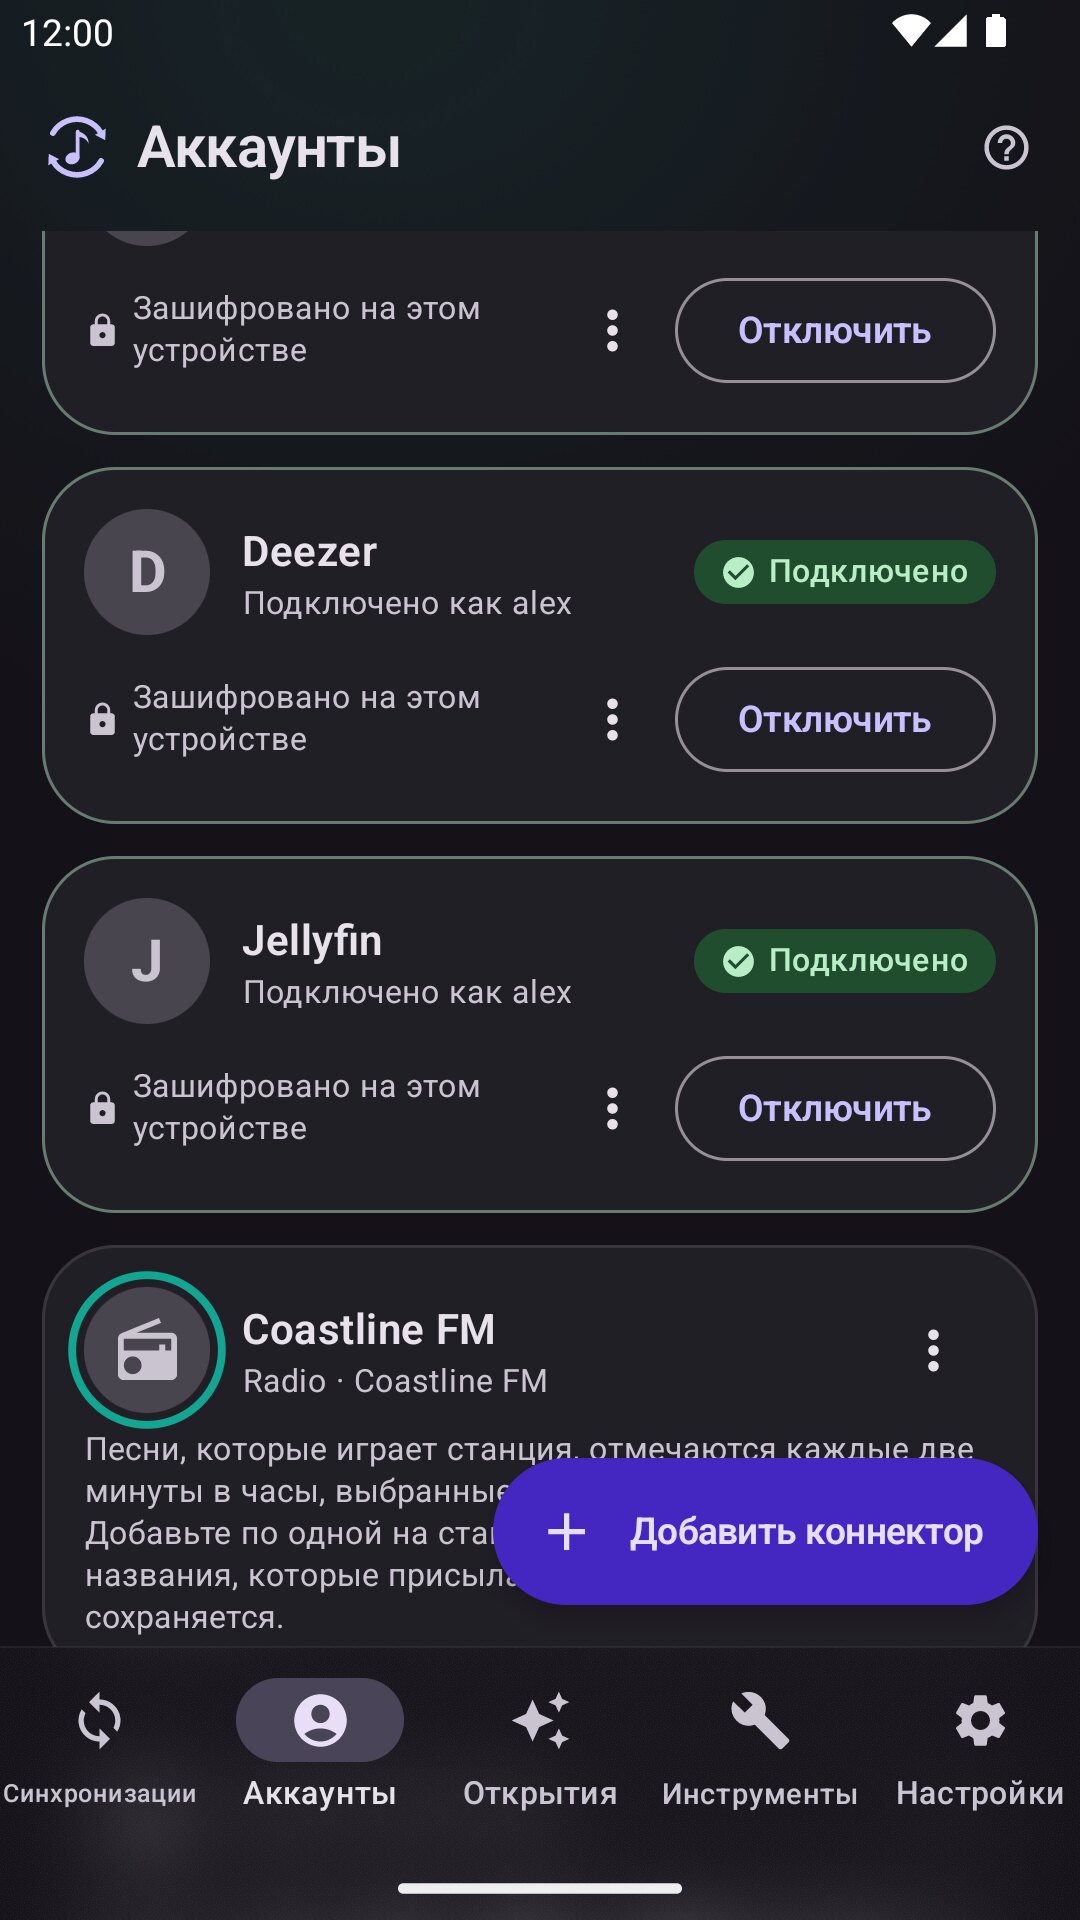 12:00
Аккаунты
Зашифровано на этом
устройстве
Отключить
D
Deezer
Подключено как alex
Подключено
Зашифровано на этом
устройстве
Отключить
J
Jellyfin
Подключено как alex
Подключено
Зашифровано на этом
устройстве
Отключить
Coastline FM
Radio · Coastline FM
Песни, которые играет станция, отмечаются каждые две
минуты в часы, выбранные
Добавьте по одной на
названия, которые
сохраняется.
Добавить коннектор
Синхронизации
Аккаунты
Открытия
Инструменты
Настройки